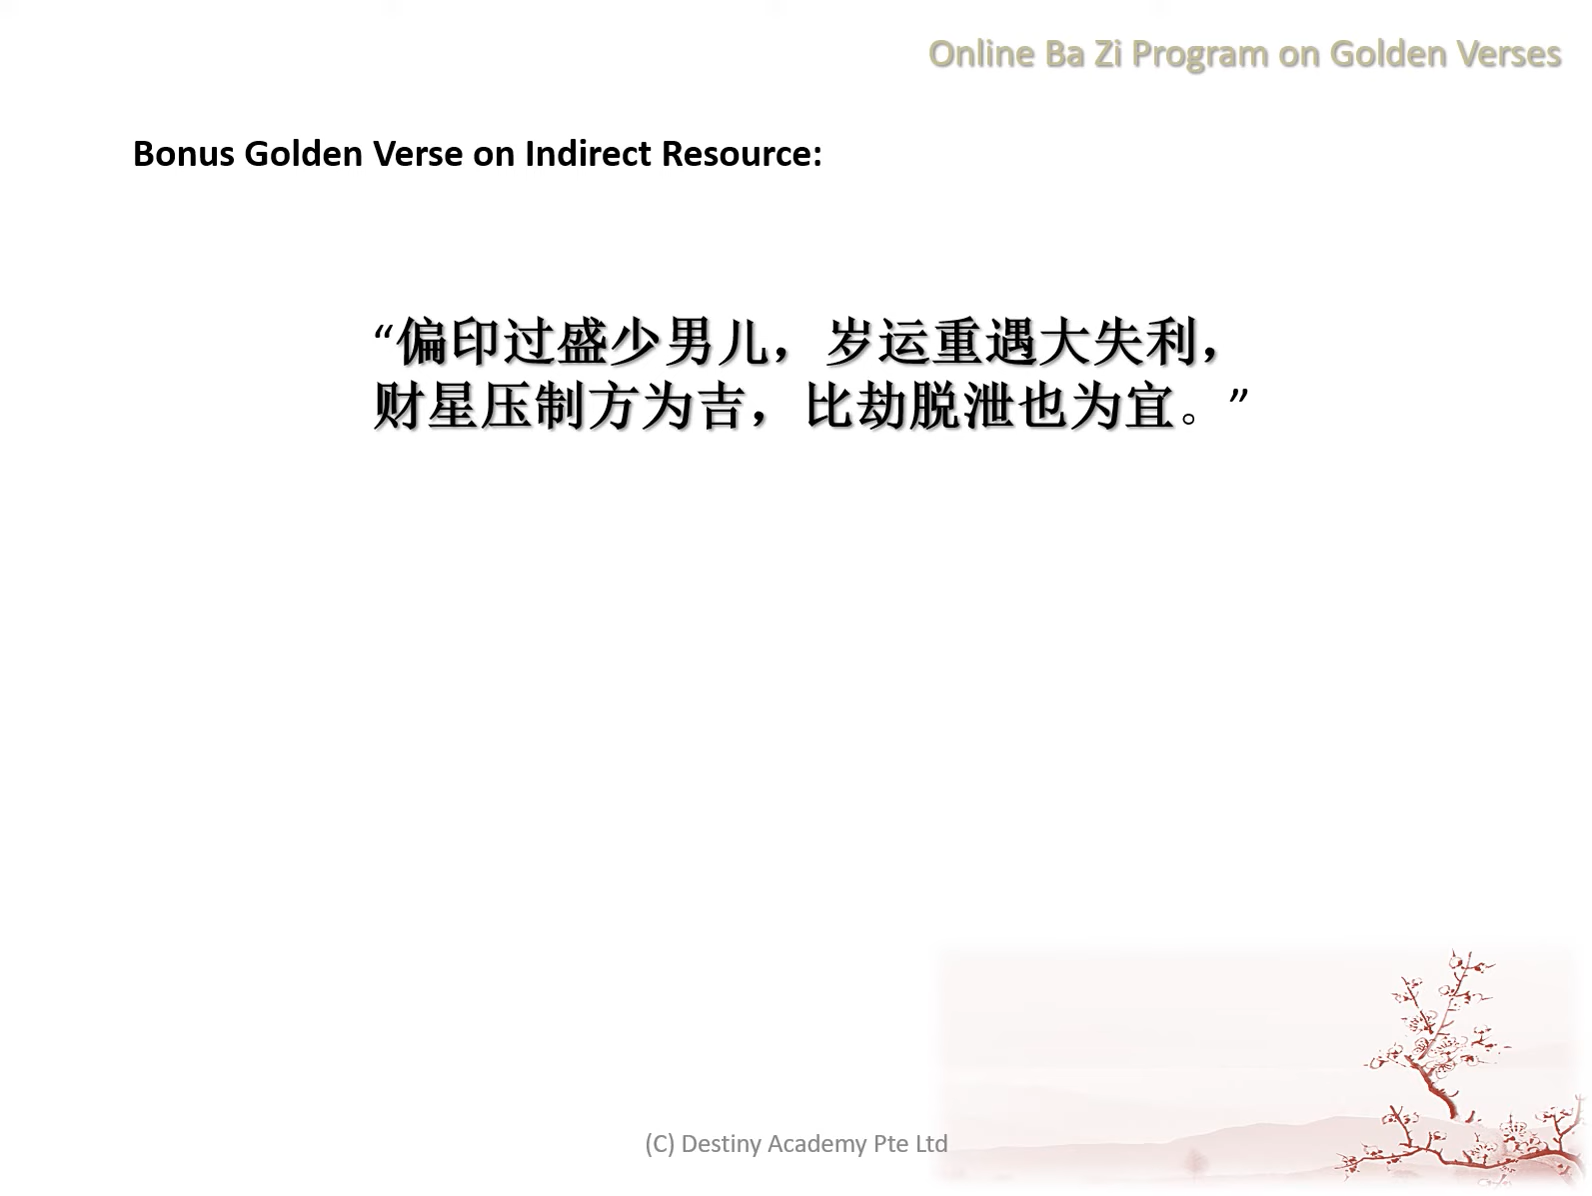 Online Ba Zi Program on Golden Verses
Bonus Golden Verse on Indirect Resource:
“偏印过盛少男儿，岁运重遇大失利，
财星压制方为吉，比劫脱泄也为宜。”
(C) Destiny Academy Pte Ltd